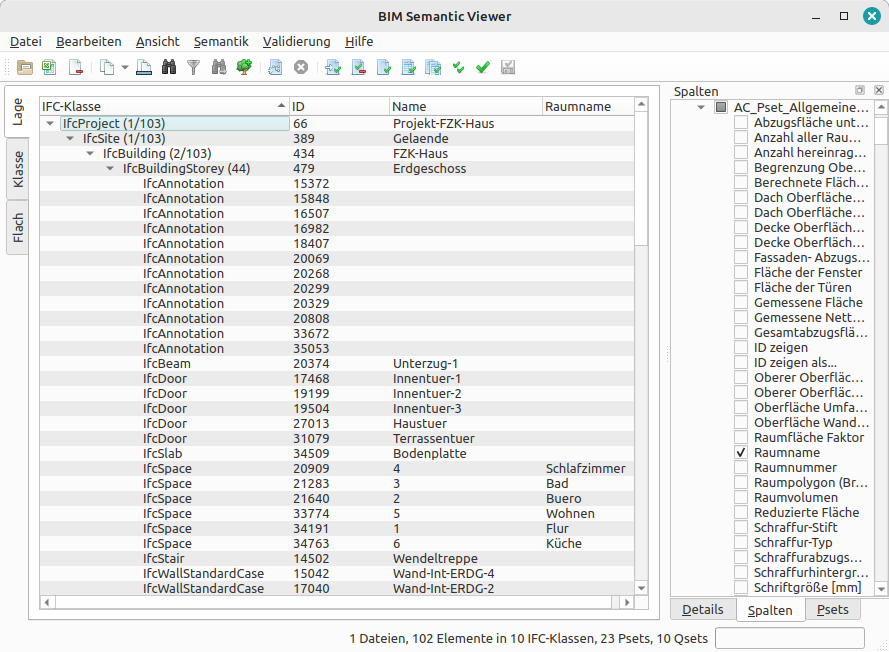 BIM Semantic Viewer
Datei Bearbeiten Ansicht Semantik Validierung Hilfe
Lage
Klasse
Flach
IFC-Klasse ID Name Raumname
IfcProject (1/103) 66 Projekt-FZK-Haus
IfcSite (1/103) 389 Gelaende
IfcBuilding (2/103) 434 FZK-Haus
IfcBuildingStorey (44) 479 Erdgeschoss
IfcAnnotation 15372
IfcAnnotation 15848
IfcAnnotation 16507
IfcAnnotation 16982
IfcAnnotation 18407
IfcAnnotation 20069
IfcAnnotation 20268
IfcAnnotation 20299
IfcAnnotation 20329
IfcAnnotation 20808
IfcAnnotation 33672
IfcAnnotation 35053
IfcBeam 20374 Unterzug-1
IfcDoor 17468 Innentuer-1
IfcDoor 19199 Innentuer-2
IfcDoor 19504 Innentuer-3
IfcDoor 27013 Haustuer
IfcDoor 31079 Terrassentuer
IfcSlab 34509 Bodenplatte
IfcSpace 20909 4 Schlafzimmer
IfcSpace 21283 3 Bad
IfcSpace 21640 2 Buero
IfcSpace 33774 5 Wohnen
IfcSpace 34191 1 Flur
IfcSpace 34763 6 Küche
IfcStair 14502 Wendeltreppe
IfcWallStandardCase 15042 Wand-Int-ERDG-4
IfcWallStandardCase 17040 Wand-Int-ERDG-2
Spalten
AC_Pset_Allgemeine...
Abzugsfläche unt...
Anzahl aller Rau...
Anzahl hereinrag...
Begrenzung Obe...
Berechnete Fläch...
Dach Oberfläche...
Dach Oberfläche...
Decke Oberfläch...
Decke Oberfläch...
Fassaden- Abzugs...
Fläche der Fenster
Fläche der Türen
Gemessene Fläche
Gemessene Nett...
Gesamtabzugsflä...
ID zeigen
ID zeigen als...
Oberer Oberfläc...
Oberer Oberfläc...
Oberfläche Umfa...
Oberfläche Wand...
Raumfläche Faktor
Raumname
Raumnummer
Raumpolygon (Br...
Raumvolumen
Reduzierte Fläche
Schraffur-Stift
Schraffur-Typ
Schraffurabzugs...
Schraffurhintergr...
Schriftgröße [mm]
Details Spalten Psets
1 Dateien, 102 Elemente in 10 IFC-Klassen, 23 Psets, 10 Qsets